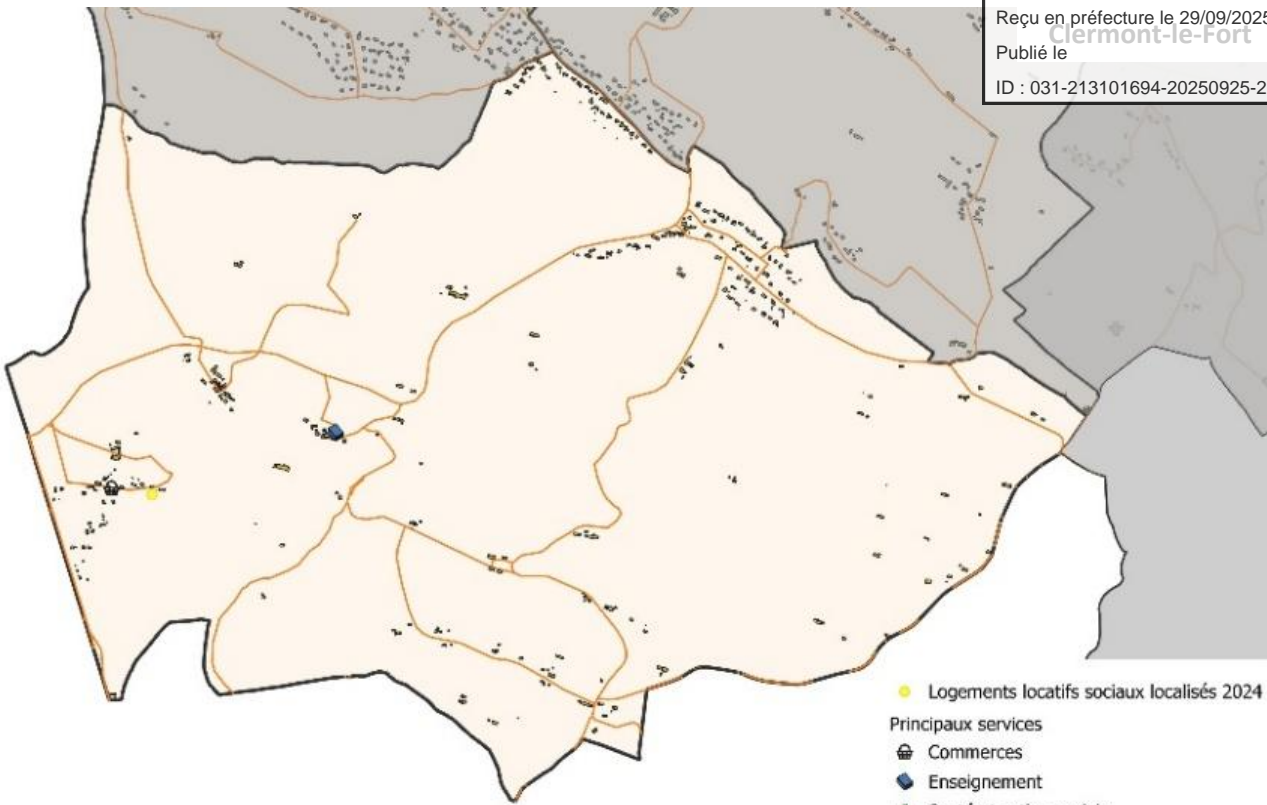 Reçu en préfecture le 29/09/2025
Clermont-le-Fort
Publié le
ID : 031-213101694-20250925-2
Logements locatifs sociaux localisés 2024
Principaux services
Commerces
Enseignement